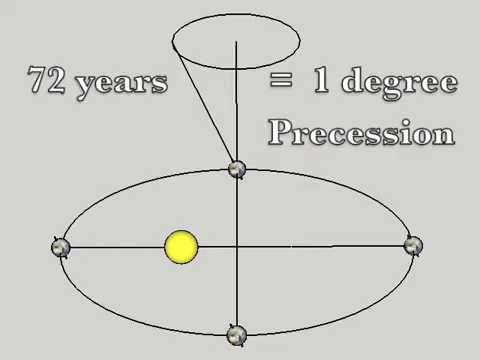 72 years = 1 degree
Precession